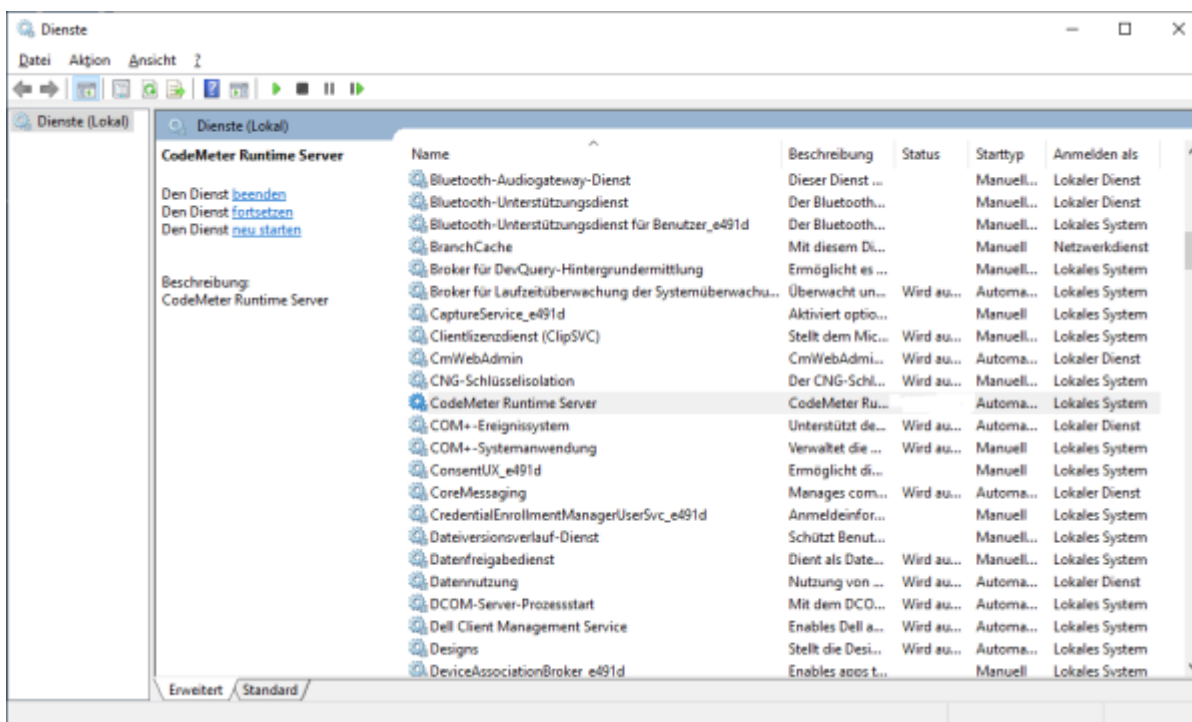 Dienste
Datei Aktion Ansicht ?
Dienste (Lokal)
Dienste (Lokal)
CodeMeter Runtime Server
Den Dienst beenden
Den Dienst fortsetzen
Den Dienst neu starten
Beschreibung:
CodeMeter Runtime Server
Name Beschreibung Status Starttyp Anmelden als
Bluetooth-Audiogateway-Dienst Dieser Dienst ... Manuell... Lokaler Dienst
Bluetooth-Unterstützungsdienst Der Bluetooth... Manuell... Lokaler Dienst
Bluetooth-Unterstützungsdienst für Benutzer_e491d Der Bluetooth... Manuell... Lokales System
BranchCache Mit diesem Di... Manuell Netzwerkdienst
Broker für DevQuery-Hintergrundermittlung Ermöglicht es ... Manuell... Lokales System
Broker für Laufzeitüberwachung der Systemüberwachu... Überwacht un... Wird au... Automa... Lokales System
CaptureService_e491d Aktiviert optio... Manuell Lokales System
Clientlizenzdienst (ClipSVC) Stellt dem Mic... Wird au... Manuell... Lokales System
CmWebAdmin CmWebAdmi... Wird au... Automa... Lokaler Dienst
CNG-Schlüsselisolation Der CNG-Schl... Wird au... Manuell... Lokales System
CodeMeter Runtime Server CodeMeter Ru... Automa... Lokales System
COM+-Ereignissystem Unterstützt de... Wird au... Automa... Lokaler Dienst
COM+-Systemanwendung Verwaltet die ... Wird au... Manuell Lokales System
ConsentUX_e491d Ermöglicht di... Manuell Lokales System
CoreMessaging Manages com... Wird au... Automa... Lokaler Dienst
CredentialEnrollmentManagerUserSvc_e491d Anmeldeinfor... Manuell Lokales System
Dateiversionsverlauf-Dienst Schützt Benut... Manuell... Lokales System
Datenfreigabedienst Dient als Date... Wird au... Manuell... Lokales System
Datennutzung Nutzung von ... Wird au... Automa... Lokaler Dienst
DCOM-Server-Prozessstart Mit dem DCO... Wird au... Automa... Lokales System
Dell Client Management Service Enables Dell a... Wird au... Automa... Lokales System
Designs Stellt die Desi... Wird au... Automa... Lokales System
DeviceAssociationBroker_e491d Enables apps t... Manuell Lokales System
Erweitert Standard